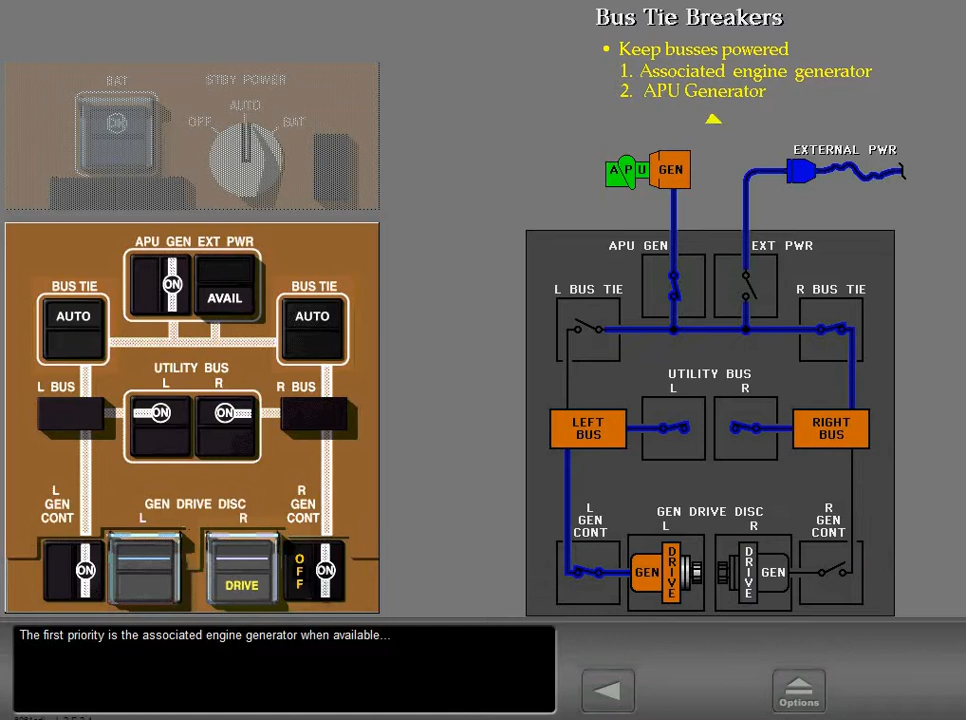 Bus Tie Breakers
• Keep busses powered
1. Associated engine generator
2. APU Generator
BAT
STBY POWER
ON
AUTO
OFF
BAT
EXTERNAL PWR
APU
GEN
APU GEN EXT PWR
ON
AVAIL
BUS TIE
BUS TIE
AUTO
AUTO
UTILITY BUS
L R
L BUS
R BUS
ON
ON
L
GEN
CONT
GEN DRIVE DISC
L R
R
GEN
CONT
ON
DRIVE
OFF
ON
APU GEN
EXT PWR
L BUS TIE
R BUS TIE
UTILITY BUS
L R
LEFT
BUS
RIGHT
BUS
L
GEN
CONT
GEN DRIVE DISC
L R
R
GEN
CONT
GEN
DRIVE
DRIVE
GEN
The first priority is the associated engine generator when available...
Options